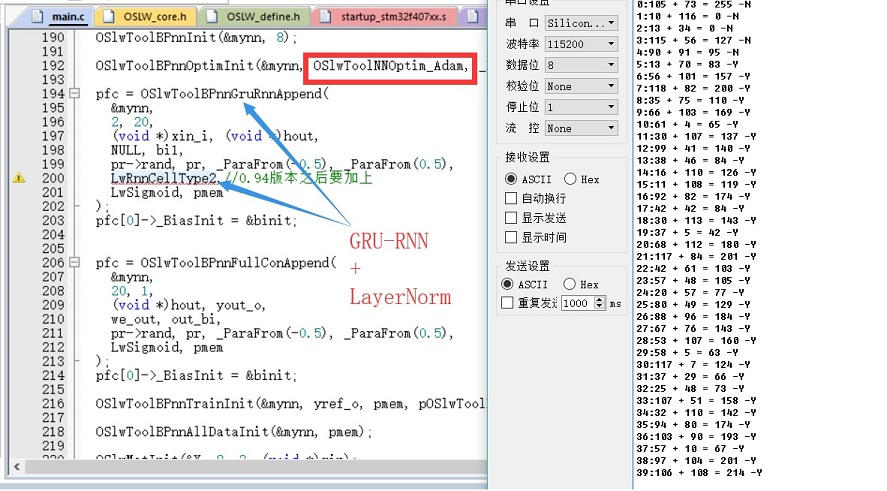 main.c OSLW_core.h OSLW_define.h startup_stm32f407xx.s
190 OSlwToolBPnnInit(&mynn, 8);
191
192 OSlwToolBPnnOptimInit(&mynn, OSlwToolNNOptim_Adam, _
194 pfc = OSlwToolBPnnGruRnnAppend(
195 &mynn,
196 2, 20,
197 (void *)xin_i, (void *)hout,
198 NULL, bi1,
199 pr->rand, pr, _ParaFrom(-0.5), _ParaFrom(0.5),
200 LwRnnCellType2,//0.94版本之后要加上
201 LwSigmoid, pmem
202 );
203 pfc[0]->_BiasInit = &binit;
204
205
206 pfc = OSlwToolBPnnFullConAppend(
207 &mynn,
208 20, 1,
209 (void *)hout, yout_o,
210 we_out, out_bi,
211 pr->rand, pr, _ParaFrom(-0.5), _ParaFrom(0.5),
212 LwSigmoid, pmem
213 );
214 pfc[0]->_BiasInit = &binit;
215
216 OSlwToolBPnnTrainInit(&mynn, yref_o, pmem, pOSlwTool
217
218 OSlwToolBPnnAllDataInit(&mynn, pmem);
219
GRU-RNN
+
LayerNorm
串 口 Silicon...
波特率 115200
数据位 8
校验位 None
停止位 1
流 控 None
接收设置
ASCII Hex
自动换行
显示发送
显示时间
发送设置
ASCII Hex
重复发送 1000 ms
0:105 + 73 = 255 -N
1:10 + 116 = 0 -N
2:13 + 34 = 0 -N
3:115 + 56 = 127 -N
4:90 + 91 = 95 -N
5:13 + 70 = 83 -Y
6:56 + 101 = 157 -Y
7:118 + 82 = 200 -Y
8:35 + 75 = 110 -Y
9:66 + 103 = 169 -Y
10:61 + 4 = 65 -Y
11:30 + 107 = 137 -Y
12:99 + 41 = 140 -Y
13:38 + 46 = 84 -Y
14:16 + 110 = 126 -Y
15:11 + 108 = 119 -Y
16:92 + 82 = 174 -Y
17:42 + 42 = 84 -Y
18:30 + 113 = 143 -Y
19:37 + 5 = 42 -Y
20:68 + 112 = 180 -Y
21:117 + 84 = 201 -Y
22:42 + 61 = 103 -Y
23:57 + 48 = 105 -Y
24:20 + 57 = 77 -Y
25:80 + 49 = 129 -Y
26:88 + 96 = 184 -Y
27:67 + 76 = 143 -Y
28:53 + 107 = 160 -Y
29:58 + 5 = 63 -Y
30:117 + 7 = 124 -Y
31:37 + 29 = 66 -Y
32:25 + 48 = 73 -Y
33:107 + 51 = 158 -Y
34:32 + 110 = 142 -Y
35:94 + 80 = 174 -Y
36:103 + 90 = 193 -Y
37:57 + 10 = 67 -Y
38:97 + 104 = 201 -Y
39:106 + 108 = 214 -Y